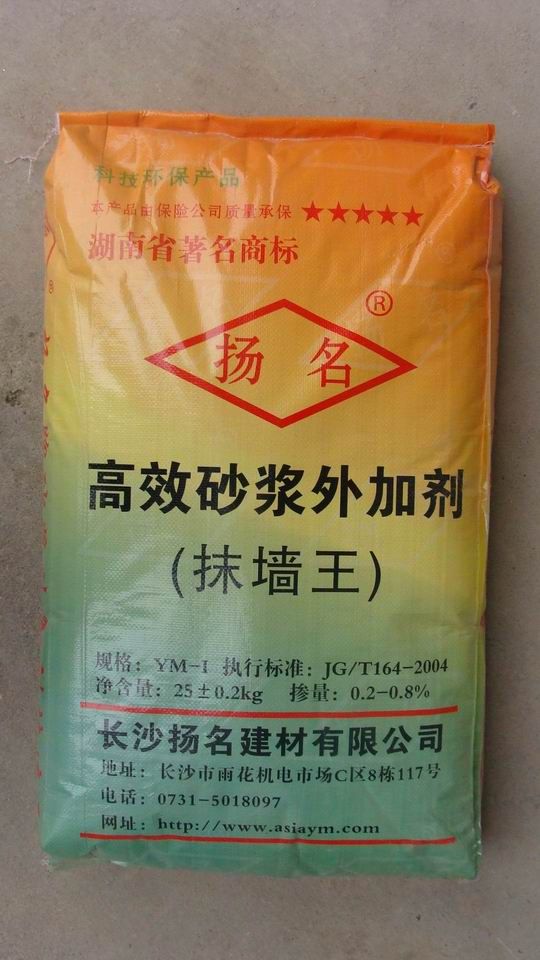 科技环保产品
本产品由保险公司质量承保 ★★★★★
湖南省著名商标
扬名®
高效砂浆外加剂
(抹墙王)
规格: YM-I 执行标准: JG/T164-2004
净含量: 25±0.2kg 掺量: 0.2-0.8%
长沙扬名建材有限公司
地址: 长沙市雨花机电市场C区8栋117号
电话: 0731-5018097
网址: http://www.asiaym.com